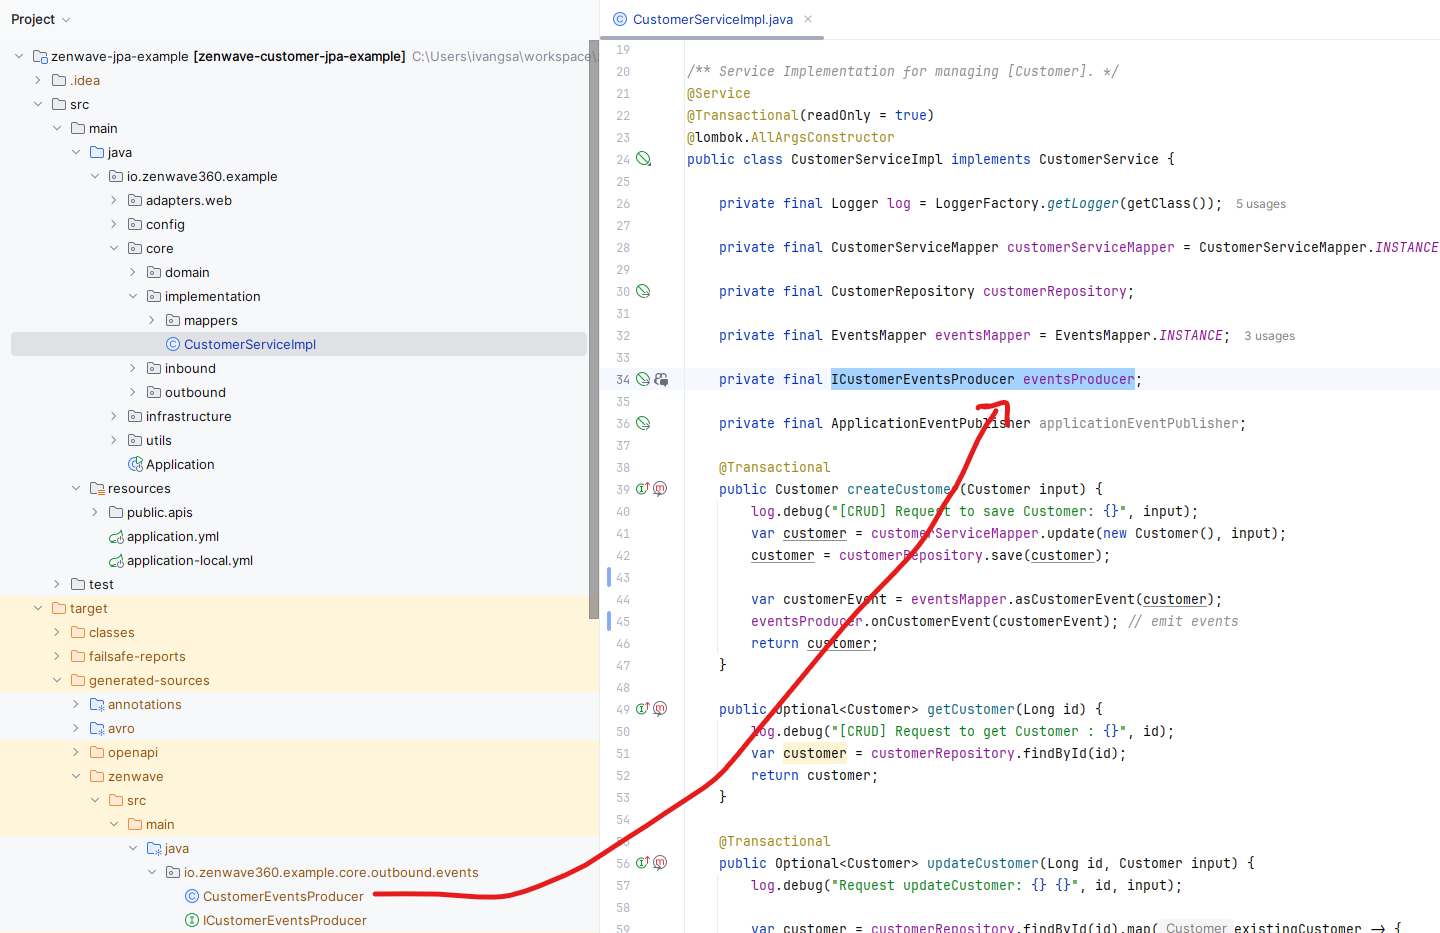 Project
zenwave-jpa-example [zenwave-customer-jpa-example] C:\Users\ivangsa\workspace\
.idea
src
main
java
io.zenwave360.example
adapters.web
config
core
domain
implementation
mappers
CustomerServiceImpl
inbound
outbound
infrastructure
utils
Application
resources
public.apis
application.yml
application-local.yml
test
target
classes
failsafe-reports
generated-sources
annotations
avro
openapi
zenwave
src
main
java
io.zenwave360.example.core.outbound.events
CustomerEventsProducer
ICustomerEventsProducer
CustomerServiceImpl.java
19
20 /** Service Implementation for managing [Customer]. */
21 @Service
22 @Transactional(readOnly = true)
23 @lombok.AllArgsConstructor
24 public class CustomerServiceImpl implements CustomerService {
25
26 private final Logger log = LoggerFactory.getLogger(getClass()); 5 usages
27
28 private final CustomerServiceMapper customerServiceMapper = CustomerServiceMapper.INSTANCE
29
30 private final CustomerRepository customerRepository;
31
32 private final EventsMapper eventsMapper = EventsMapper.INSTANCE; 3 usages
33
34 private final ICustomerEventsProducer eventsProducer;
35
36 private final ApplicationEventPublisher applicationEventPublisher;
37
38 @Transactional
39 public Customer createCustomer(Customer input) {
40 log.debug("[CRUD] Request to save Customer: {}", input);
41 var customer = customerServiceMapper.update(new Customer(), input);
42 customer = customerRepository.save(customer);
43
44 var customerEvent = eventsMapper.asCustomerEvent(customer);
45 eventsProducer.onCustomerEvent(customerEvent); // emit events
46 return customer;
47 }
48
49 public Optional<Customer> getCustomer(Long id) {
50 log.debug("[CRUD] Request to get Customer : {}", id);
51 var customer = customerRepository.findById(id);
52 return customer;
53 }
54
55 @Transactional
56 public Optional<Customer> updateCustomer(Long id, Customer input) {
57 log.debug("Request updateCustomer: {} {}", id, input);
58
59 var customer = customerRepository.findById(id).map( Customer existingCustomer -> {